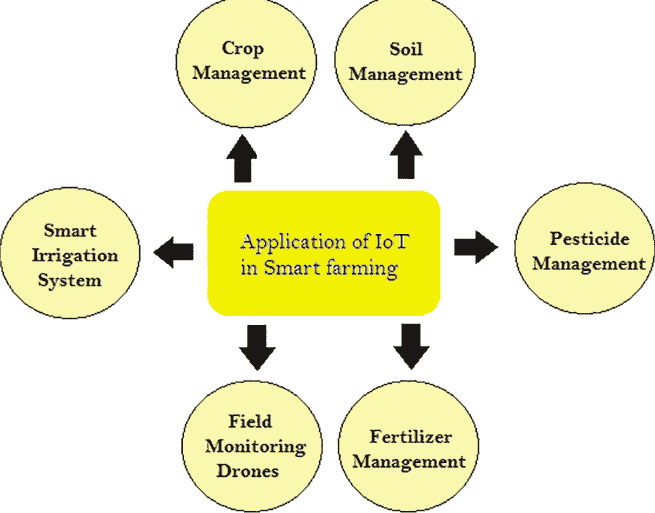 Crop
Management
Soil
Management
Smart
Irrigation
System
Application of IoT
in Smart farming
Pesticide
Management
Field
Monitoring
Drones
Fertilizer
Management